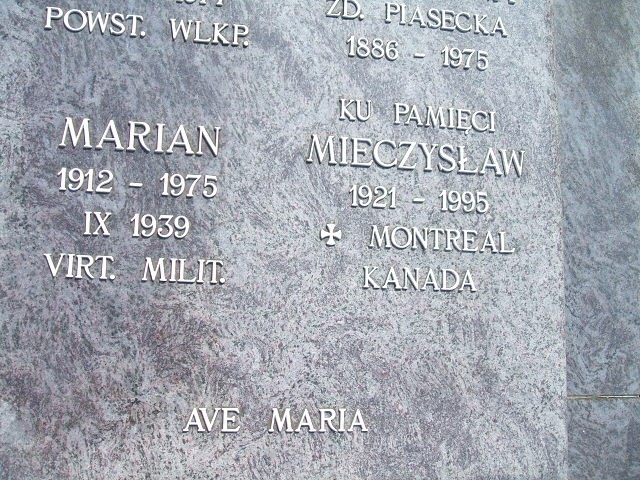 POWST. WLKP.
MARIAN
1912 - 1975
IX 1939
VIRT. MILIT.
ZD. PIASECKA
1886 - 1975
KU PAMIĘCI
MIECZYSŁAW
1921 - 1995
✠ MONTREAL
KANADA
AVE MARIA